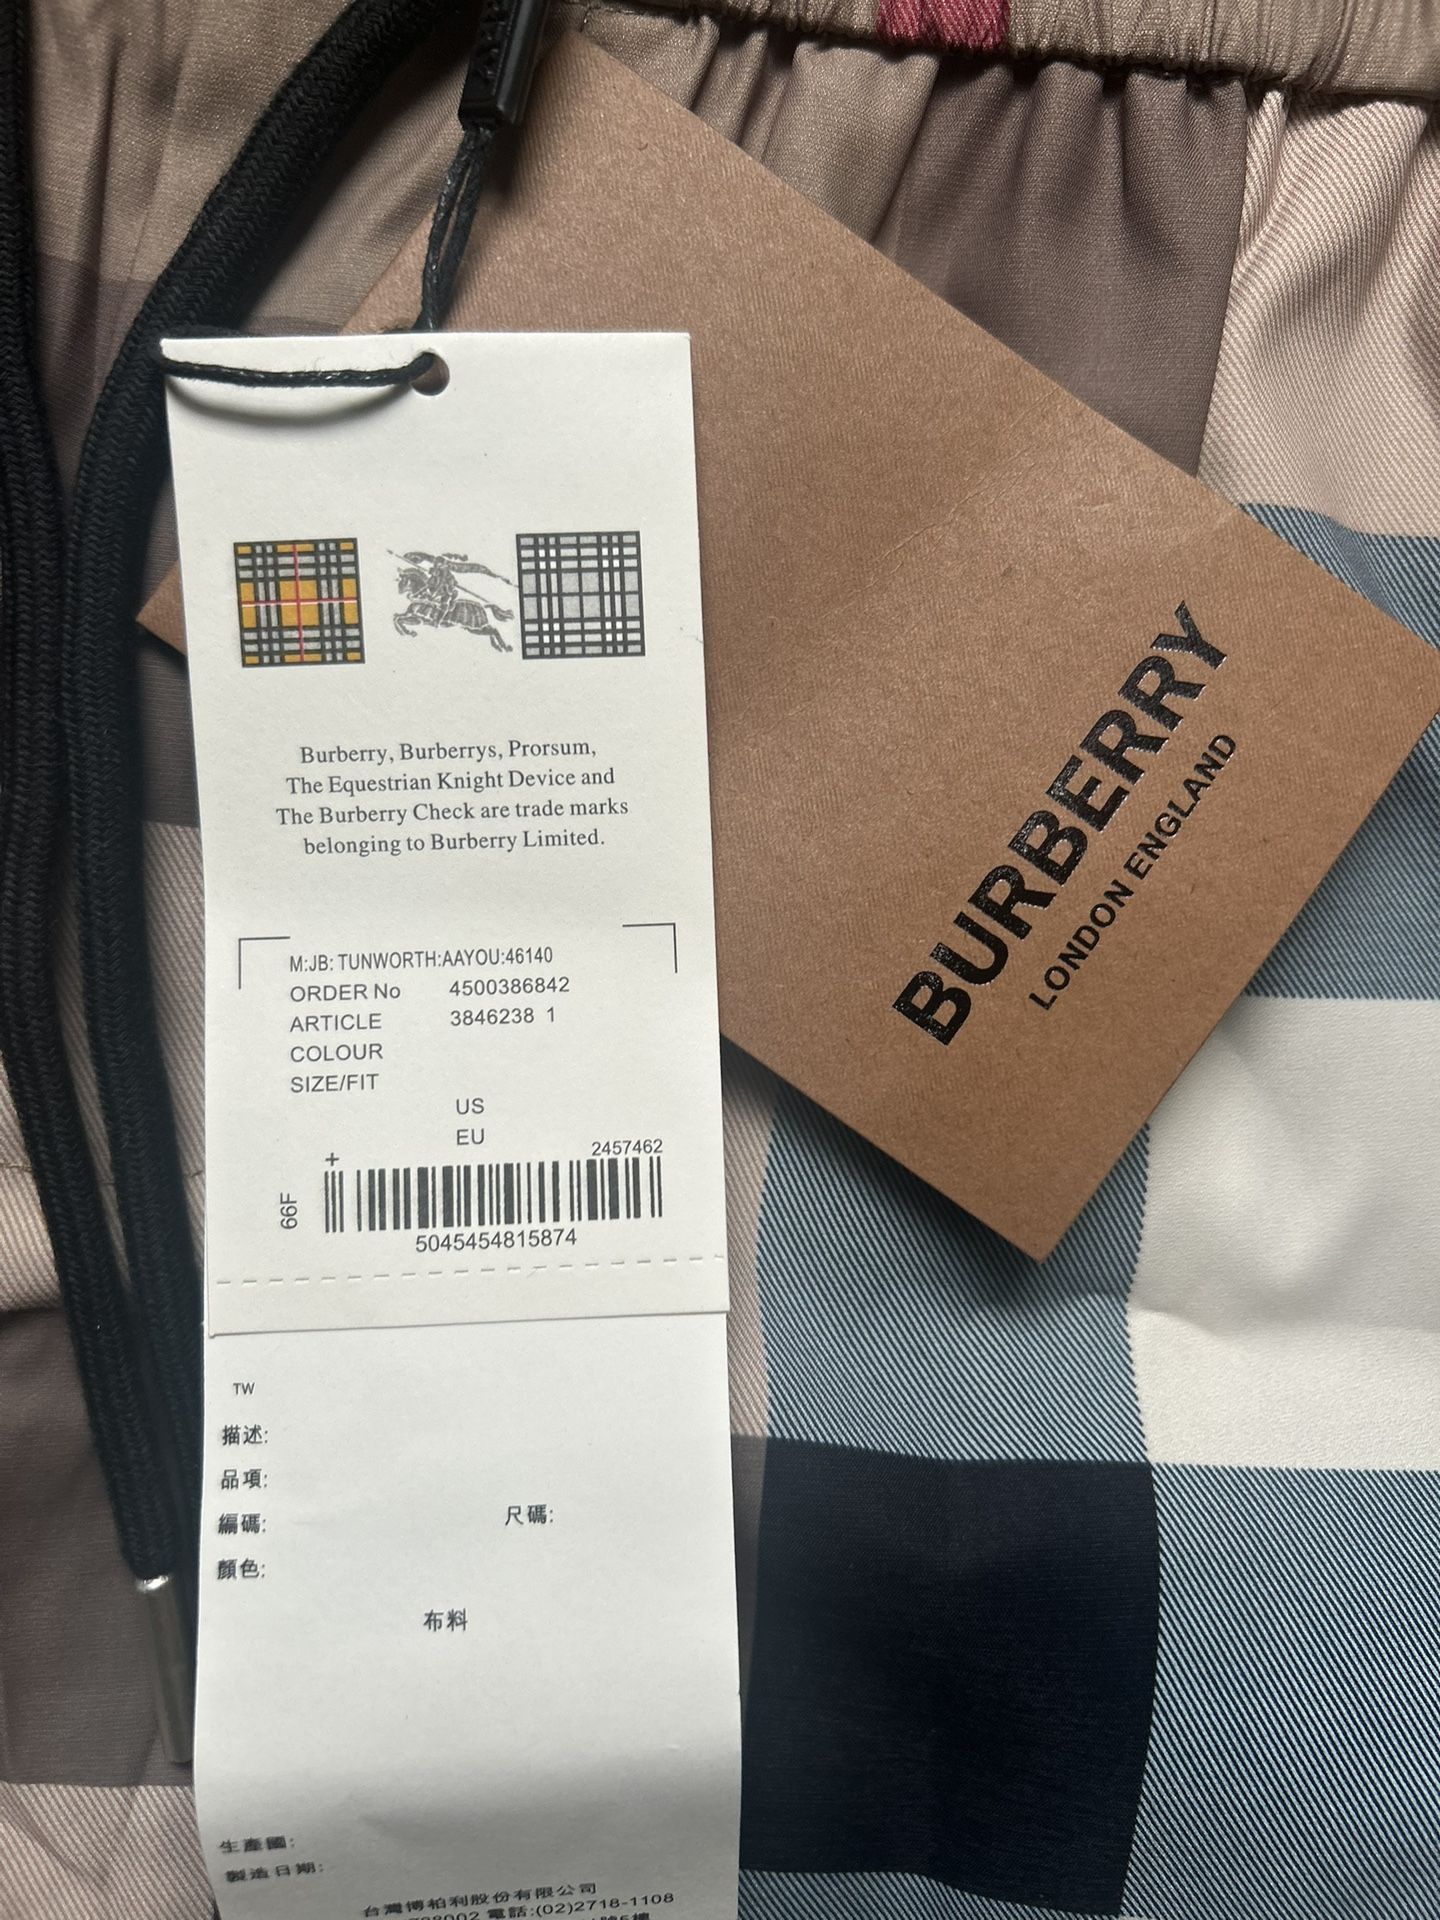 BURBERRY
LONDON ENGLAND
Burberry, Burberrys, Prorsum,
The Equestrian Knight Device and
The Burberry Check are trade marks
belonging to Burberry Limited.
M:JB: TUNWORTH:AAYOU:46140
ORDER No 4500386842
ARTICLE 3846238 1
COLOUR
SIZE/FIT
US
EU
2457462
66F
5045454815874
TW
描述:
品項:
編碼: 尺碼:
顏色:
布料
生產國:
製造日期:
台灣博柏利股份有限公司
電話:(02)2718-1108